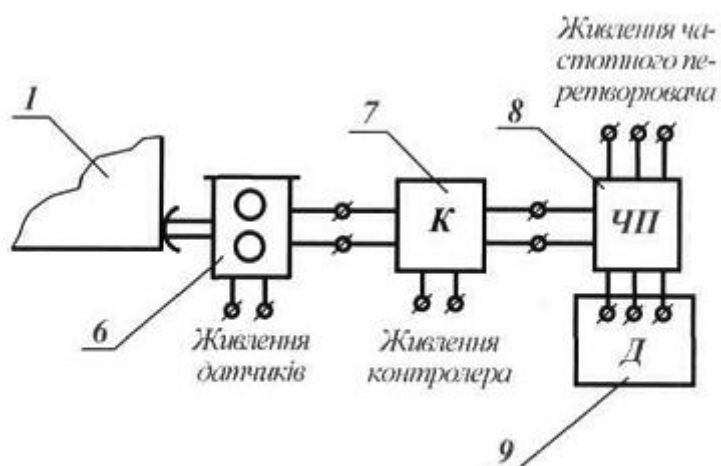 Живлення ча-
стотного пе-
ретворювача
1
7
8
К
ЧП
6
Живлення
датчиків
Живлення
контролера
Д
9